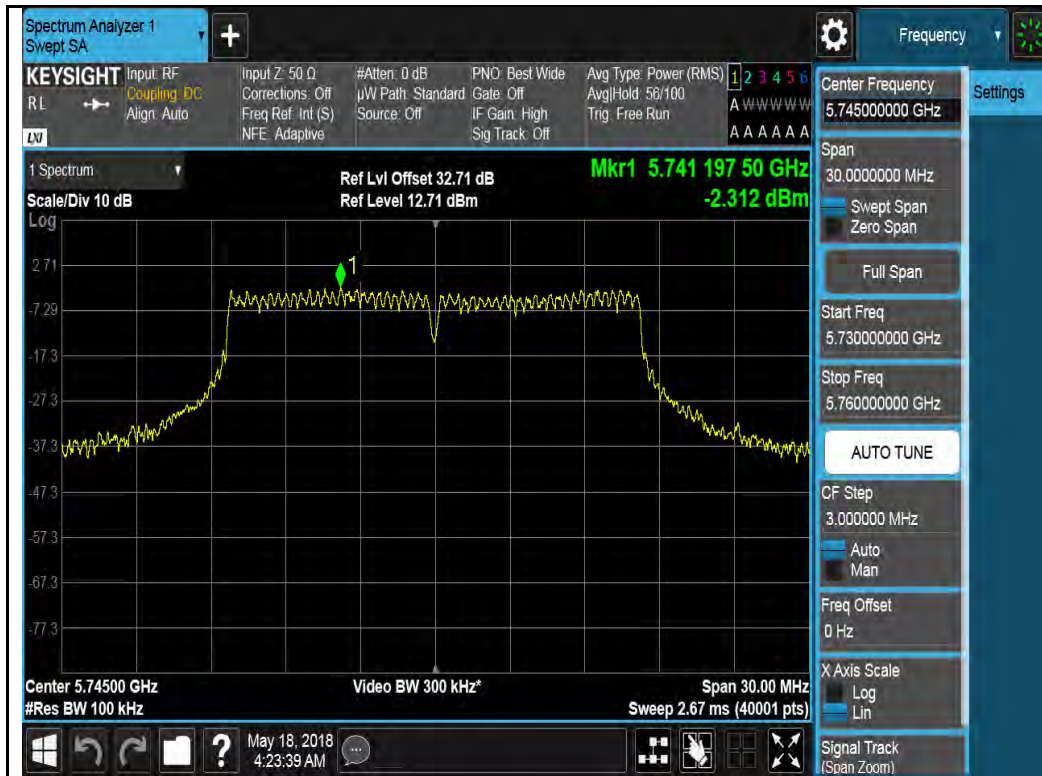 Spectrum Analyzer 1
Swept SA
Frequency
KEYSIGHT
R L
LXI
Input: RF
Coupling: DC
Align: Auto
Input Z: 50 Ω
Corrections: Off
Freq Ref: Int (S)
NFE: Adaptive
#Atten: 0 dB
µW Path: Standard
Source: Off
PNO: Best Wide
Gate: Off
IF Gain: High
Sig Track: Off
Avg Type: Power (RMS)
Avg|Hold: 56/100
Trig: Free Run
1 2 3 4 5 6
A W W W W W
A A A A A A
1 Spectrum
Scale/Div 10 dB
Ref Lvl Offset 32.71 dB
Ref Level 12.71 dBm
Mkr1 5.741 197 50 GHz
-2.312 dBm
Log
2.71
-7.29
-17.3
-27.3
-37.3
-47.3
-57.3
-67.3
-77.3
1
Center 5.74500 GHz
#Res BW 100 kHz
Video BW 300 kHz*
Span 30.00 MHz
Sweep 2.67 ms (40001 pts)
May 18, 2018
4:23:39 AM
Center Frequency
5.745000000 GHz
Span
30.0000000 MHz
Swept Span
Zero Span
Full Span
Start Freq
5.730000000 GHz
Stop Freq
5.760000000 GHz
AUTO TUNE
CF Step
3.000000 MHz
Auto
Man
Freq Offset
0 Hz
X Axis Scale
Log
Lin
Signal Track
(Span Zoom)
Settings